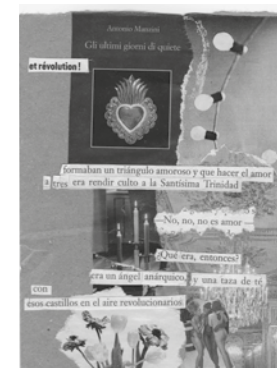 Antonio Manzini
Gli ultimi giorni di quiete
et révolution !
formaban un triángulo amoroso y que hacer el amor
a tres era rendir culto a la Santísima Trinidad
—No, no, no es amor—
¿Qué era, entonces?
era un ángel anárquico, y una taza de té
con
esos castillos en el aire revolucionarios